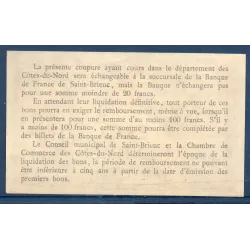 La présente coupure ayant cours dans le département des
Côtes-du-Nord sera échangeable à la succursale de la Banque
de France de Saint-Brieuc, mais la Banque n'échangera pas
pour une somme moindre de 20 francs.
En attendant leur liquidation définitive, tout porteur de ces
bons pourra en exiger le remboursement, même à vue, lorsqu'il
en présentera pour une somme d'au moins 100 francs. S'il y
a moins de 100 francs, cette somme pourra être complétée par
des billets de la Banque de France.
Le Conseil municipal de Saint-Brieuc et la Chambre de
Commerce des Côtes-du-Nord détermineront l'époque de la
liquidation des bons, la période de remboursement ne pouvant
être inférieure à cinq ans à partir de la date d'émission des
premiers bons.